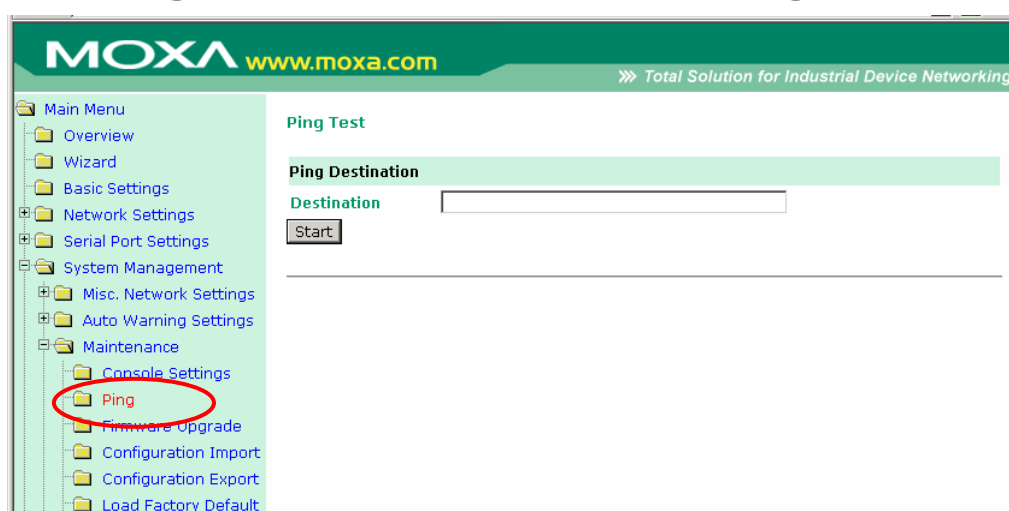 MOXA www.moxa.com
Total Solution for Industrial Device Networking
Main Menu
Overview
Wizard
Basic Settings
Network Settings
Serial Port Settings
System Management
Misc. Network Settings
Auto Warning Settings
Maintenance
Console Settings
Ping
Firmware Upgrade
Configuration Import
Configuration Export
Load Factory Default
Ping Test
Ping Destination
Destination
Start